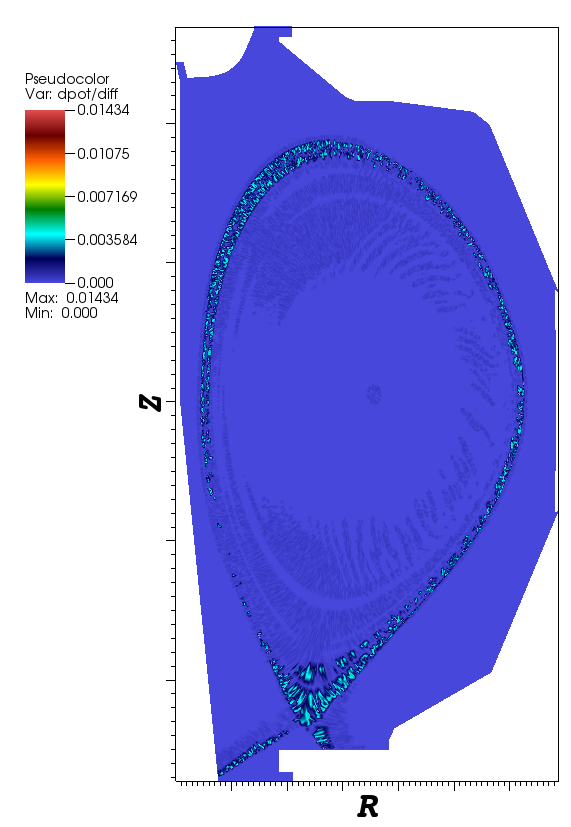 Pseudocolor
Var: dpot/diff
0.01434
0.01075
0.007169
0.003584
0.000
Max: 0.01434
Min: 0.000
Z
R